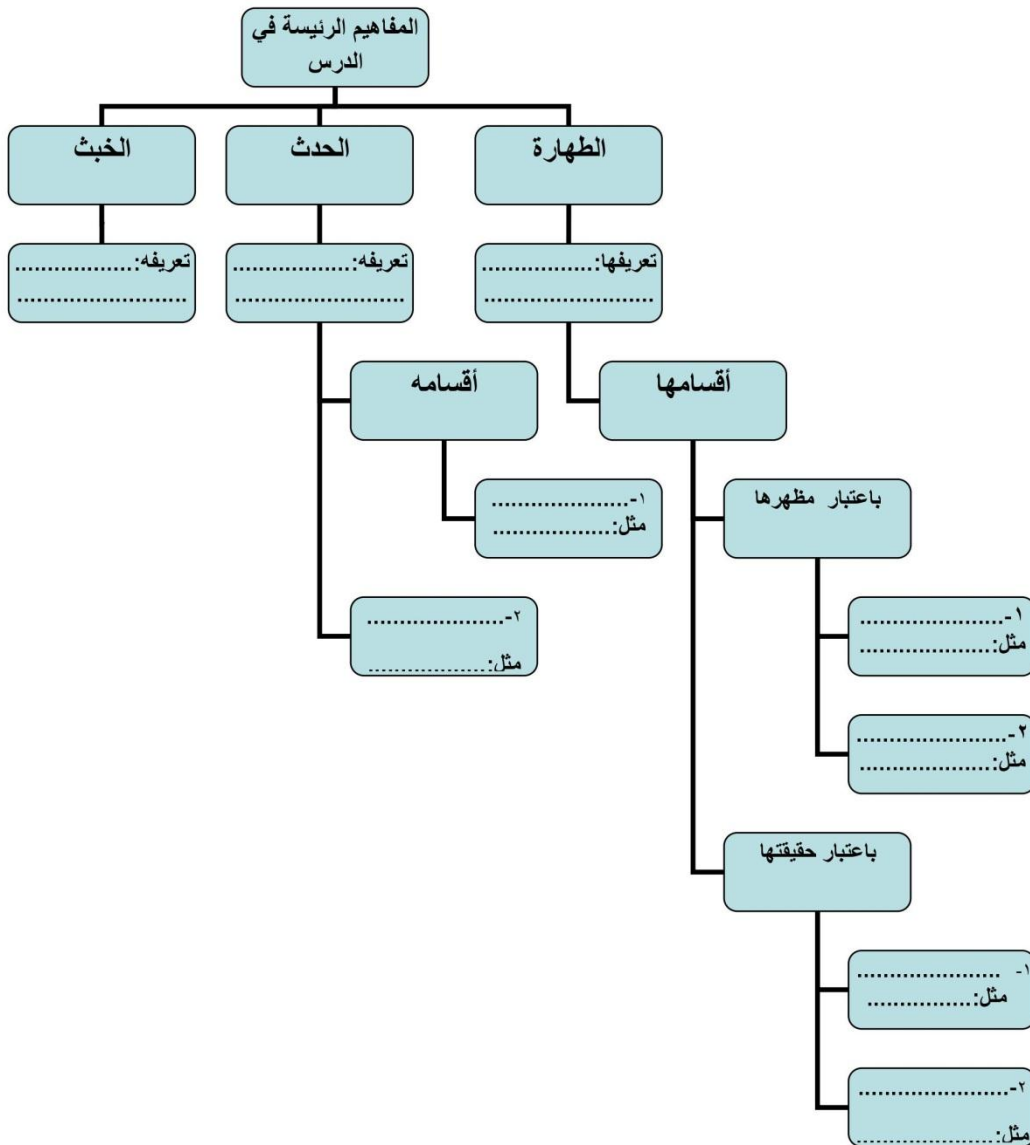 المفاهيم الرئيسة في
الدرس
الطهارة
الحدث
الخبث
تعريفها:..................
............................
تعريفه:...................
............................
تعريفه:...................
............................
أقسامها
أقسامه
باعتبار مظهرها
١-.......................
مثل:...................
١-........................
مثل:......................
٢-.......................
مثل:...................
٢-.........................
مثل:......................
باعتبار حقيقتها
١- ........................
مثل:.................
٢-.........................
مثل:.......................